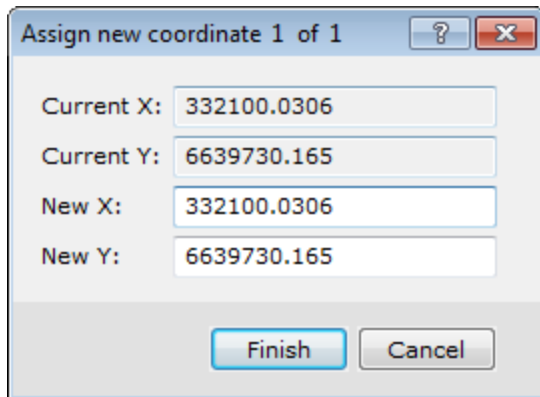 Assign new coordinate 1 of 1 ?
Current X: 332100.0306
Current Y: 6639730.165
New X: 332100.0306
New Y: 6639730.165
Finish Cancel